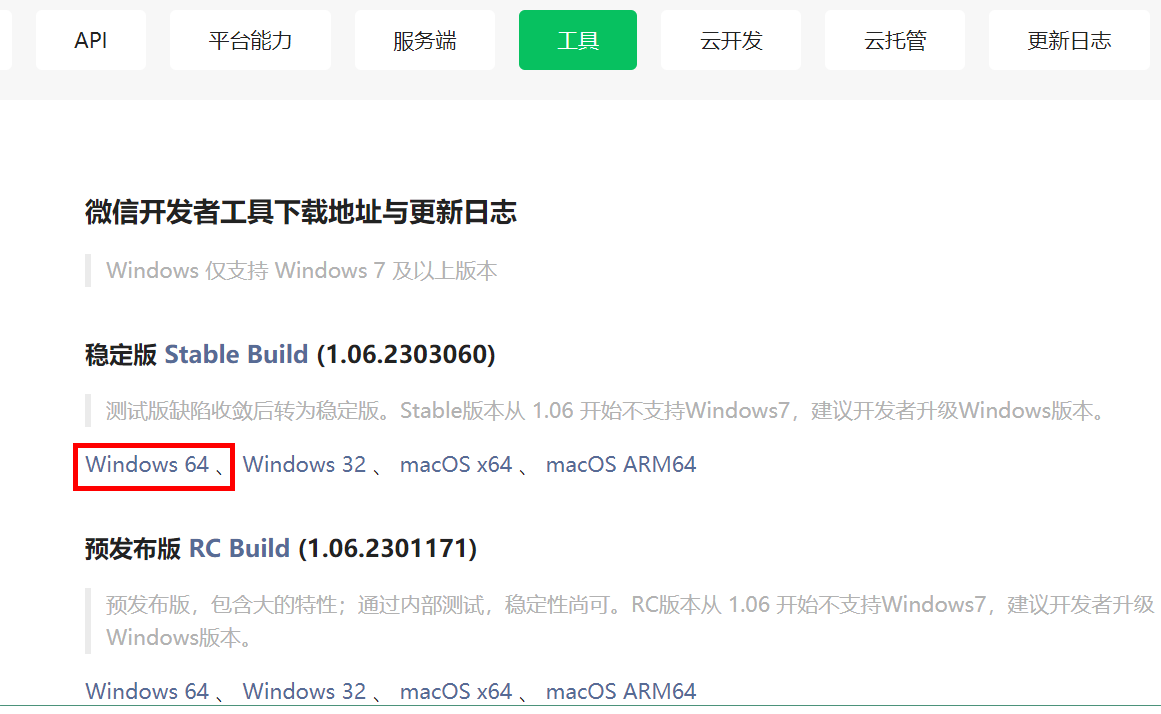 API 平台能力 服务端 工具 云开发 云托管 更新日志
微信开发者工具下载地址与更新日志
Windows 仅支持 Windows 7 及以上版本
稳定版 Stable Build (1.06.2303060)
测试版缺陷收敛后转为稳定版。Stable版本从 1.06 开始不支持Windows7，建议开发者升级Windows版本。
Windows 64 、 Windows 32 、 macOS x64 、 macOS ARM64
预发布版 RC Build (1.06.2301171)
预发布版，包含大的特性；通过内部测试，稳定性尚可。RC版本从 1.06 开始不支持Windows7，建议开发者升级
Windows版本。
Windows 64 、 Windows 32 、 macOS x64 、 macOS ARM64